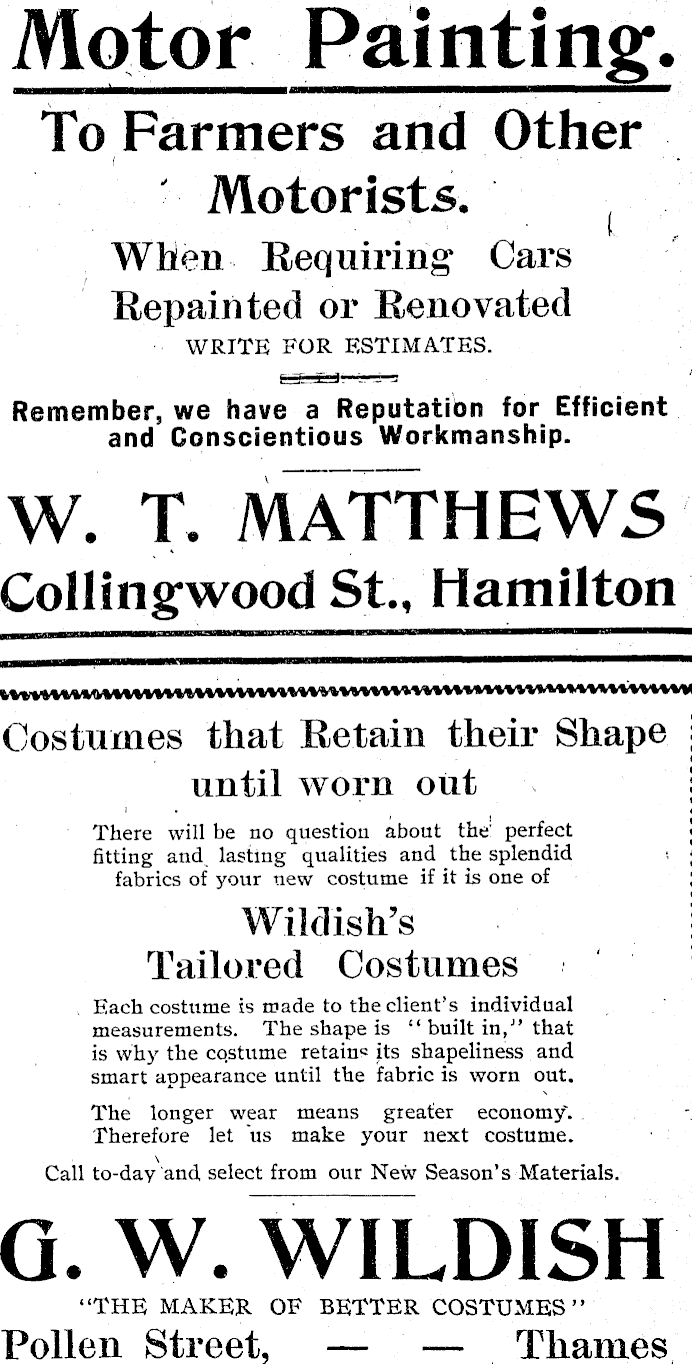 Motor Painting.
To Farmers and Other
Motorists.
When Requiring Cars
Repainted or Renovated
WRITE FOR ESTIMATES.
Remember, we have a Reputation for Efficient
and Conscientious Workmanship.
W. T. MATTHEWS
Collingwood St., Hamilton
Costumes that Retain their Shape
until worn out
There will be no question about the perfect
fitting and lasting qualities and the splendid
fabrics of your new costume if it is one of
Wildish's
Tailored Costumes
Each costume is made to the client's individual
measurements. The shape is "built in," that
is why the costume retains its shapeliness and
smart appearance until the fabric is worn out.
The longer wear means greater economy.
Therefore let us make your next costume.
Call to-day and select from our New Season's Materials.
G. W. WILDISH
"THE MAKER OF BETTER COSTUMES"
Pollen Street, — — Thames